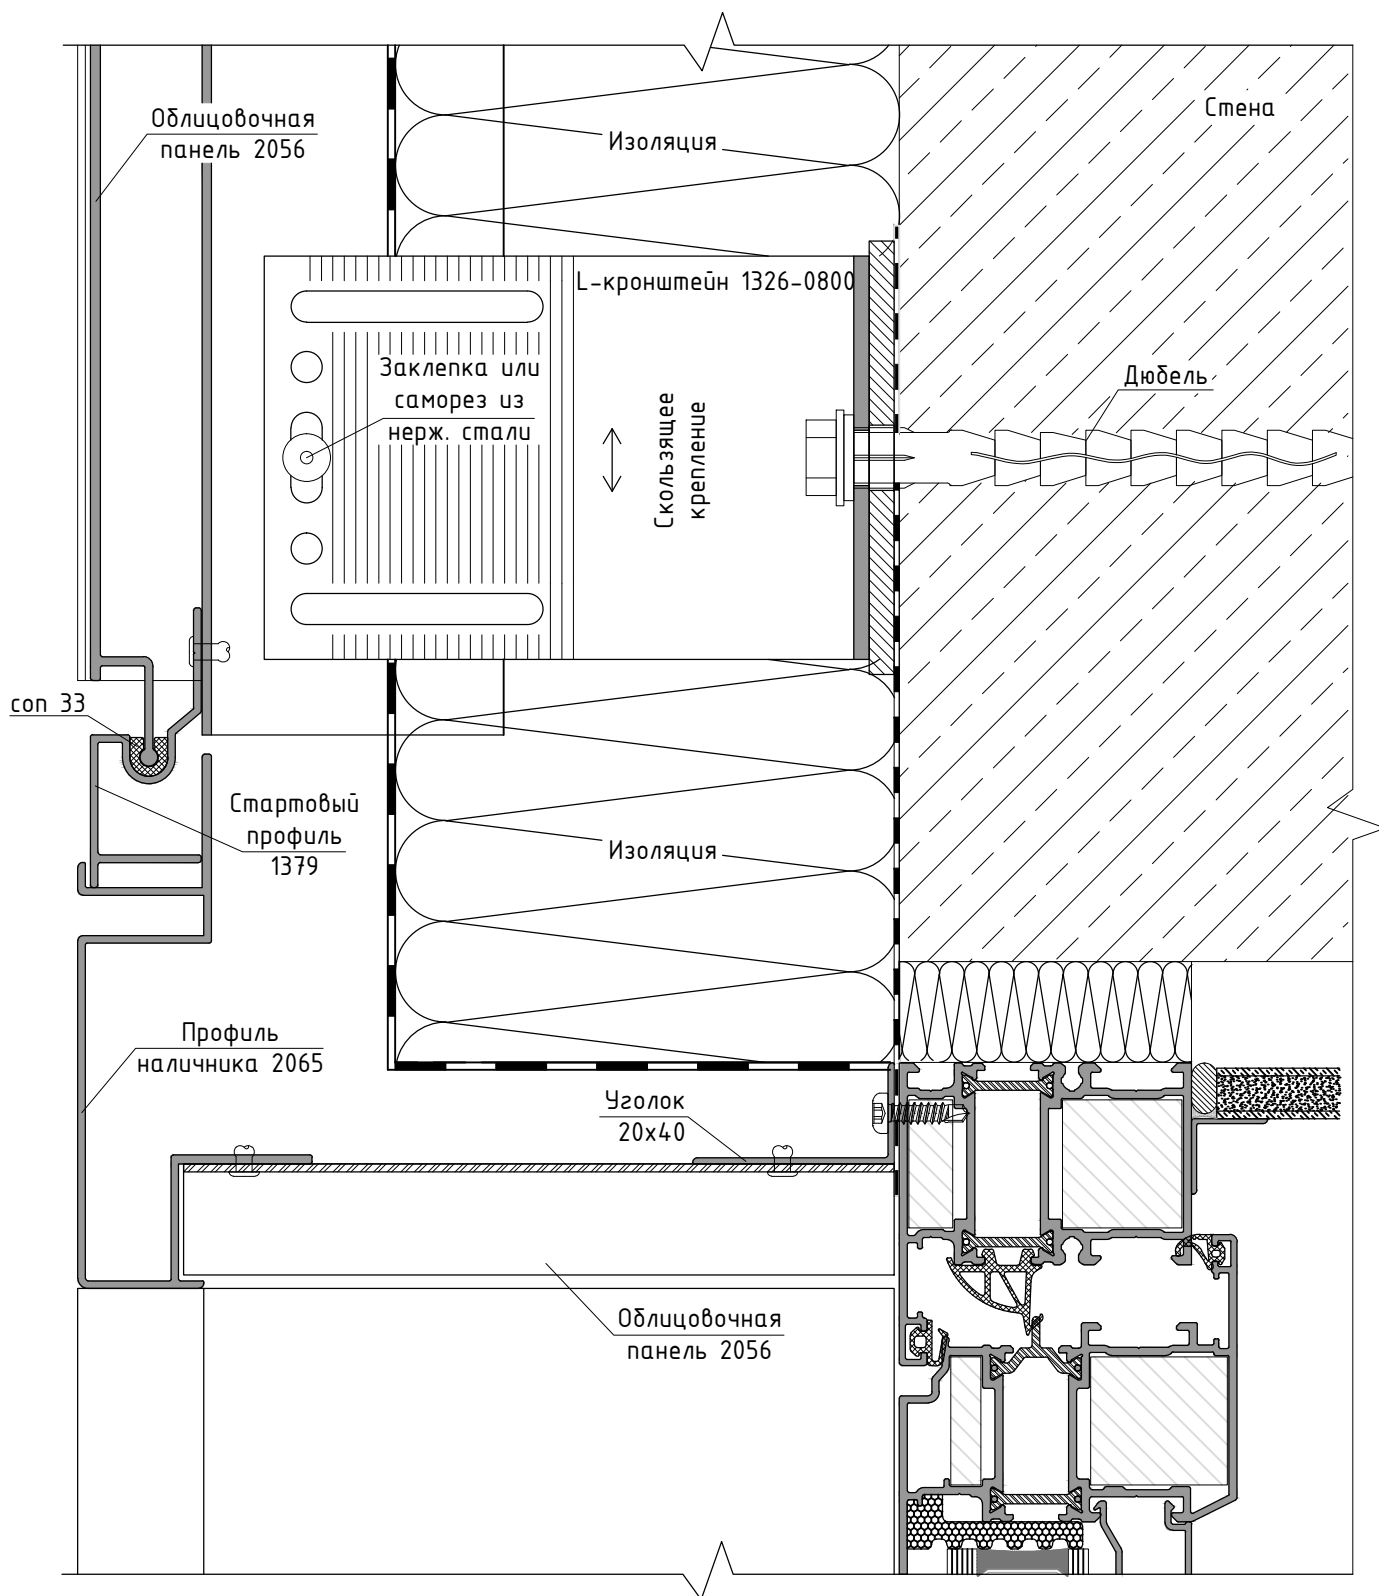 Облицовочная
панель 2056
Изоляция
Стена
L-кронштейн 1326-0800
Заклепка или
саморез из
нерж. стали
Скользящее
крепление
Дюбель
соп 33
Стартовый
профиль
1379
Изоляция
Профиль
наличника 2065
Уголок
20х40
Облицовочная
панель 2056